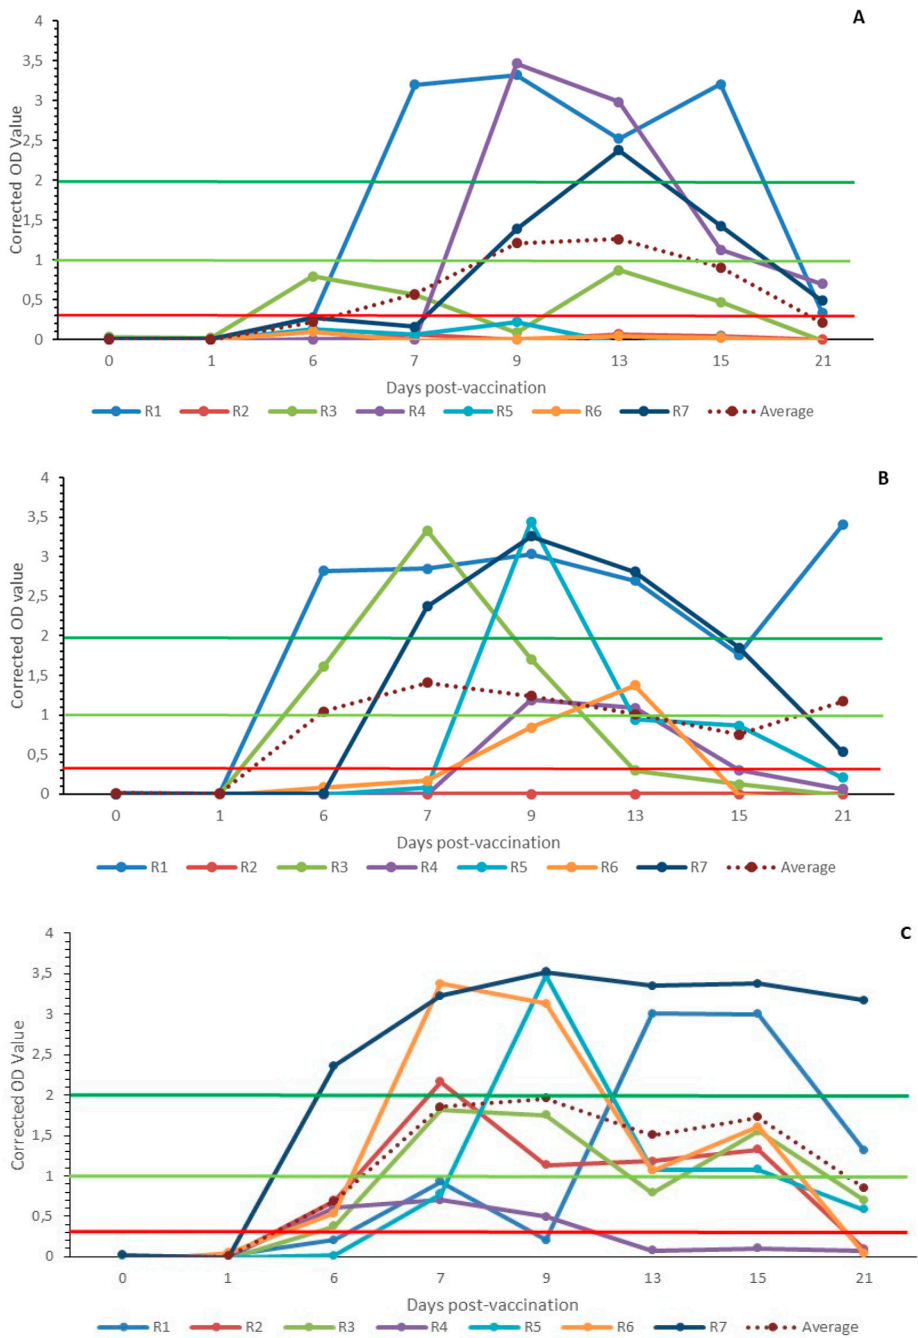 A
4
3,5
3
2,5
2
1,5
1
0,5
0
Corrected OD Value
0 1 6 7 9 13 15 21
Days post-vaccination
R1 R2 R3 R4 R5 R6 R7 Average
B
4
3,5
3
2,5
2
1,5
1
0,5
0
Corrected OD value
0 1 6 7 9 13 15 21
Days post-vaccination
R1 R2 R3 R4 R5 R6 R7 Average
C
4
3,5
3
2,5
2
1,5
1
0,5
0
Corrected OD Value
0 1 6 7 9 13 15 21
Days post-vaccination
R1 R2 R3 R4 R5 R6 R7 Average